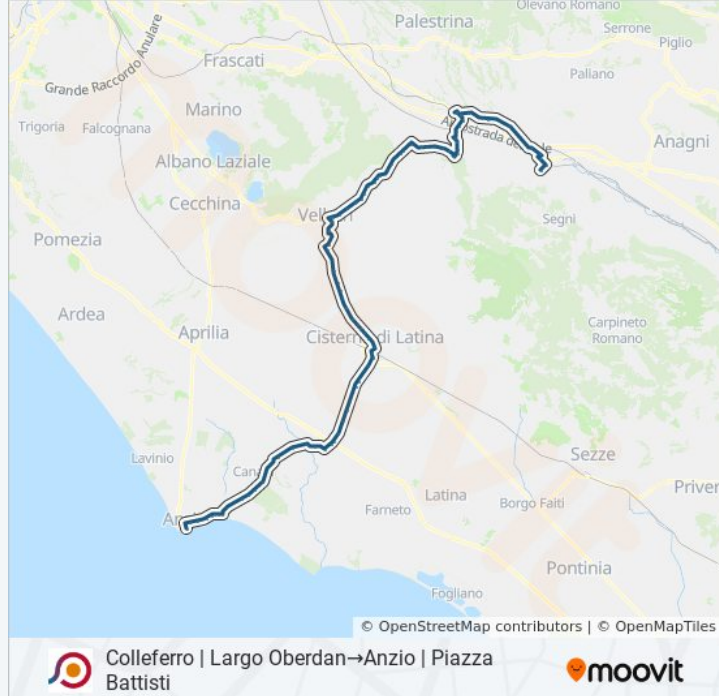 Olevano Romano
Palestrina
Serrone
Piglio
Frascati
Paliano
Grande Raccordo Anulare
Marino
Trigoria
Falcognana
Anagni
Albano Laziale
Cecchina
Segni
Pomezia
Ardea
Carpineto
Romano
Aprilia
Cisterna di Latina
Sezze
Lavinio
Latina
Borgo Faiti
Farneto
Pontinia
Fogliano
© OpenStreetMap contributors | © OpenMapTiles
Colleferro | Largo Oberdan→Anzio | Piazza
Battisti
moovit